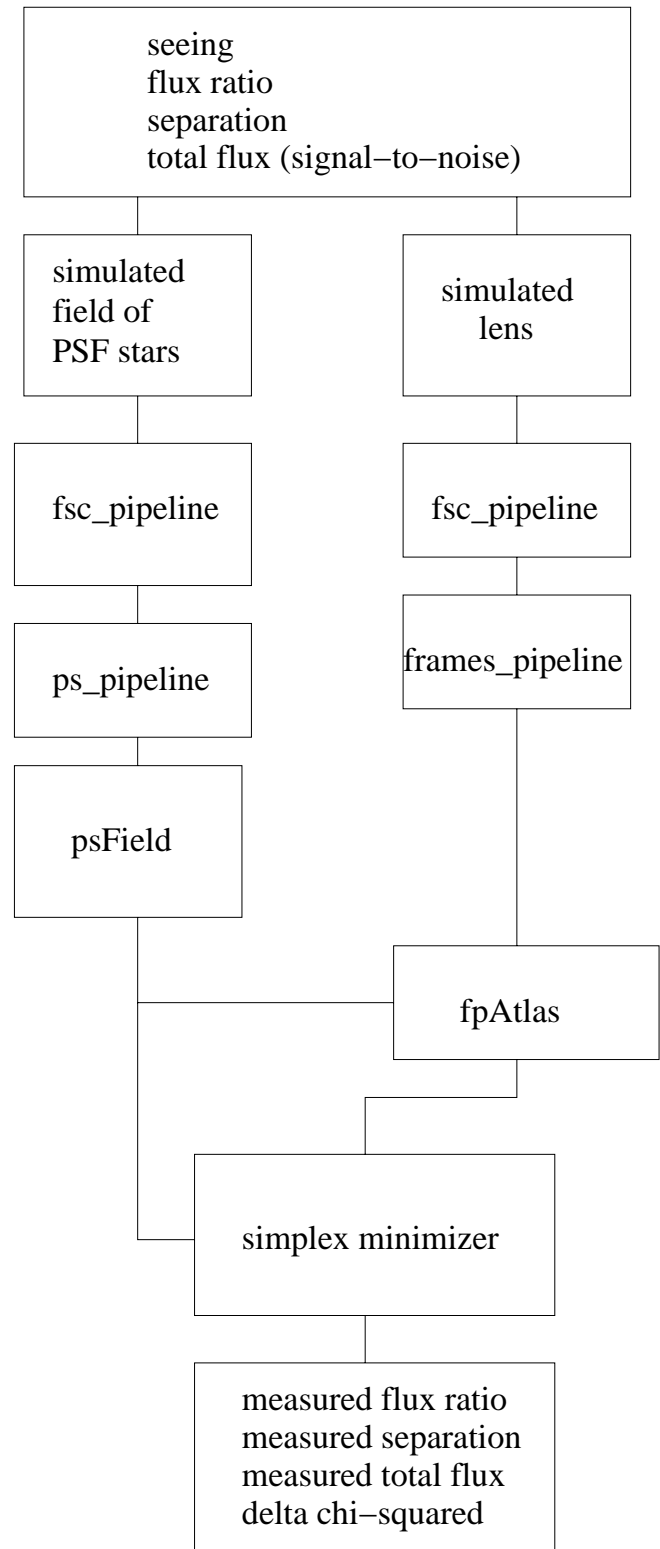 seeing
flux ratio
separation
total flux (signal−to−noise)
simulated
field of
PSF stars
simulated
lens
fsc_pipeline
fsc_pipeline
ps_pipeline
frames_pipeline
psField
fpAtlas
simplex minimizer
measured flux ratio
measured separation
measured total flux
delta chi−squared